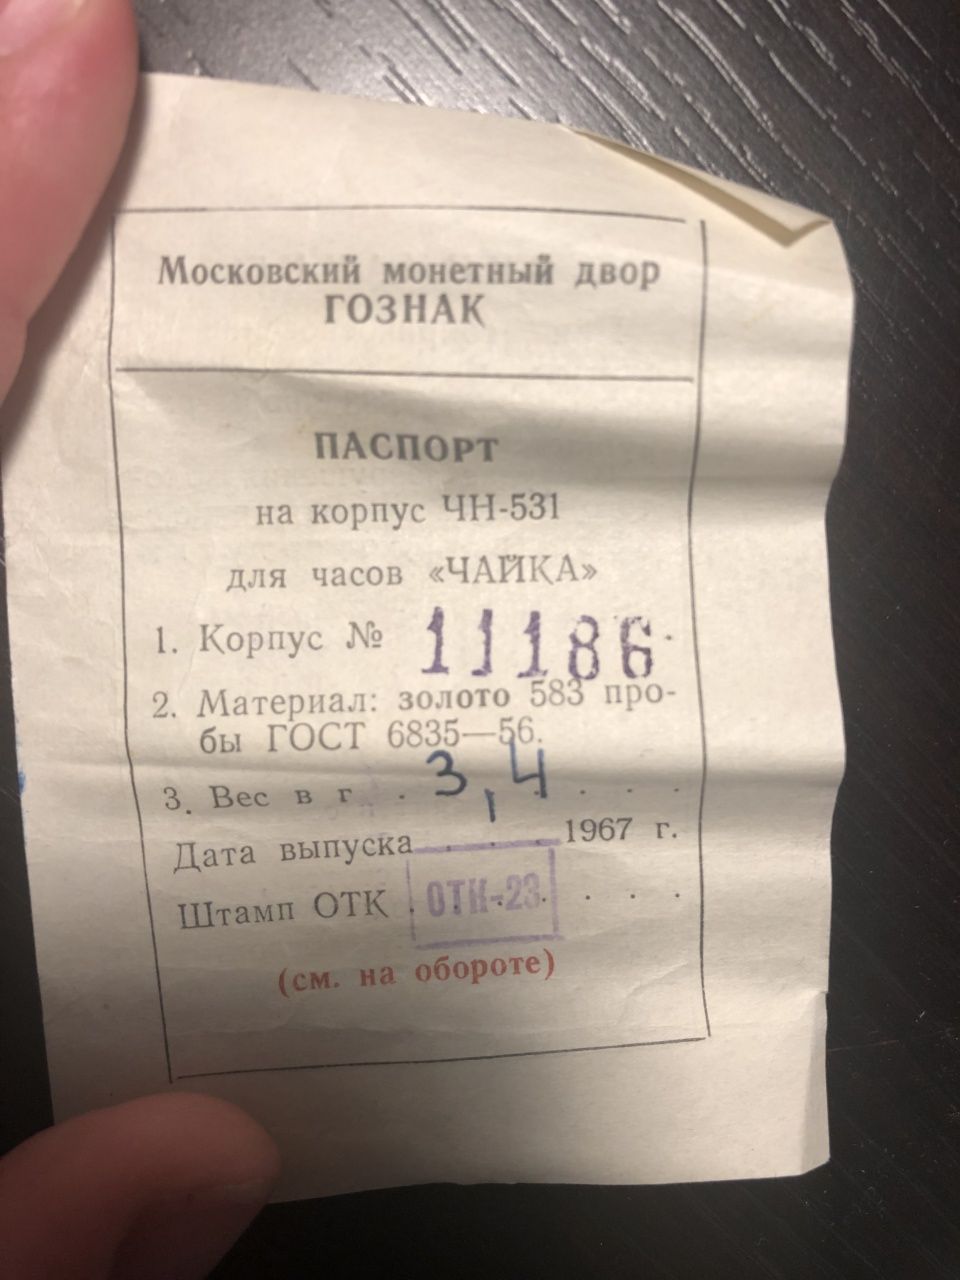 Московский монетный двор
ГОЗНАК
ПАСПОРТ
на корпус ЧН-531
для часов «ЧАЙКА»
1. Корпус № 11186.
2. Материал: золото 583 про-
бы ГОСТ 6835—56.
3. Вес в г . 3,4 . . . .
Дата выпуска . . . . 1967 г.
Штамп ОТК . ОТК-23 . . . .
(см. на обороте)